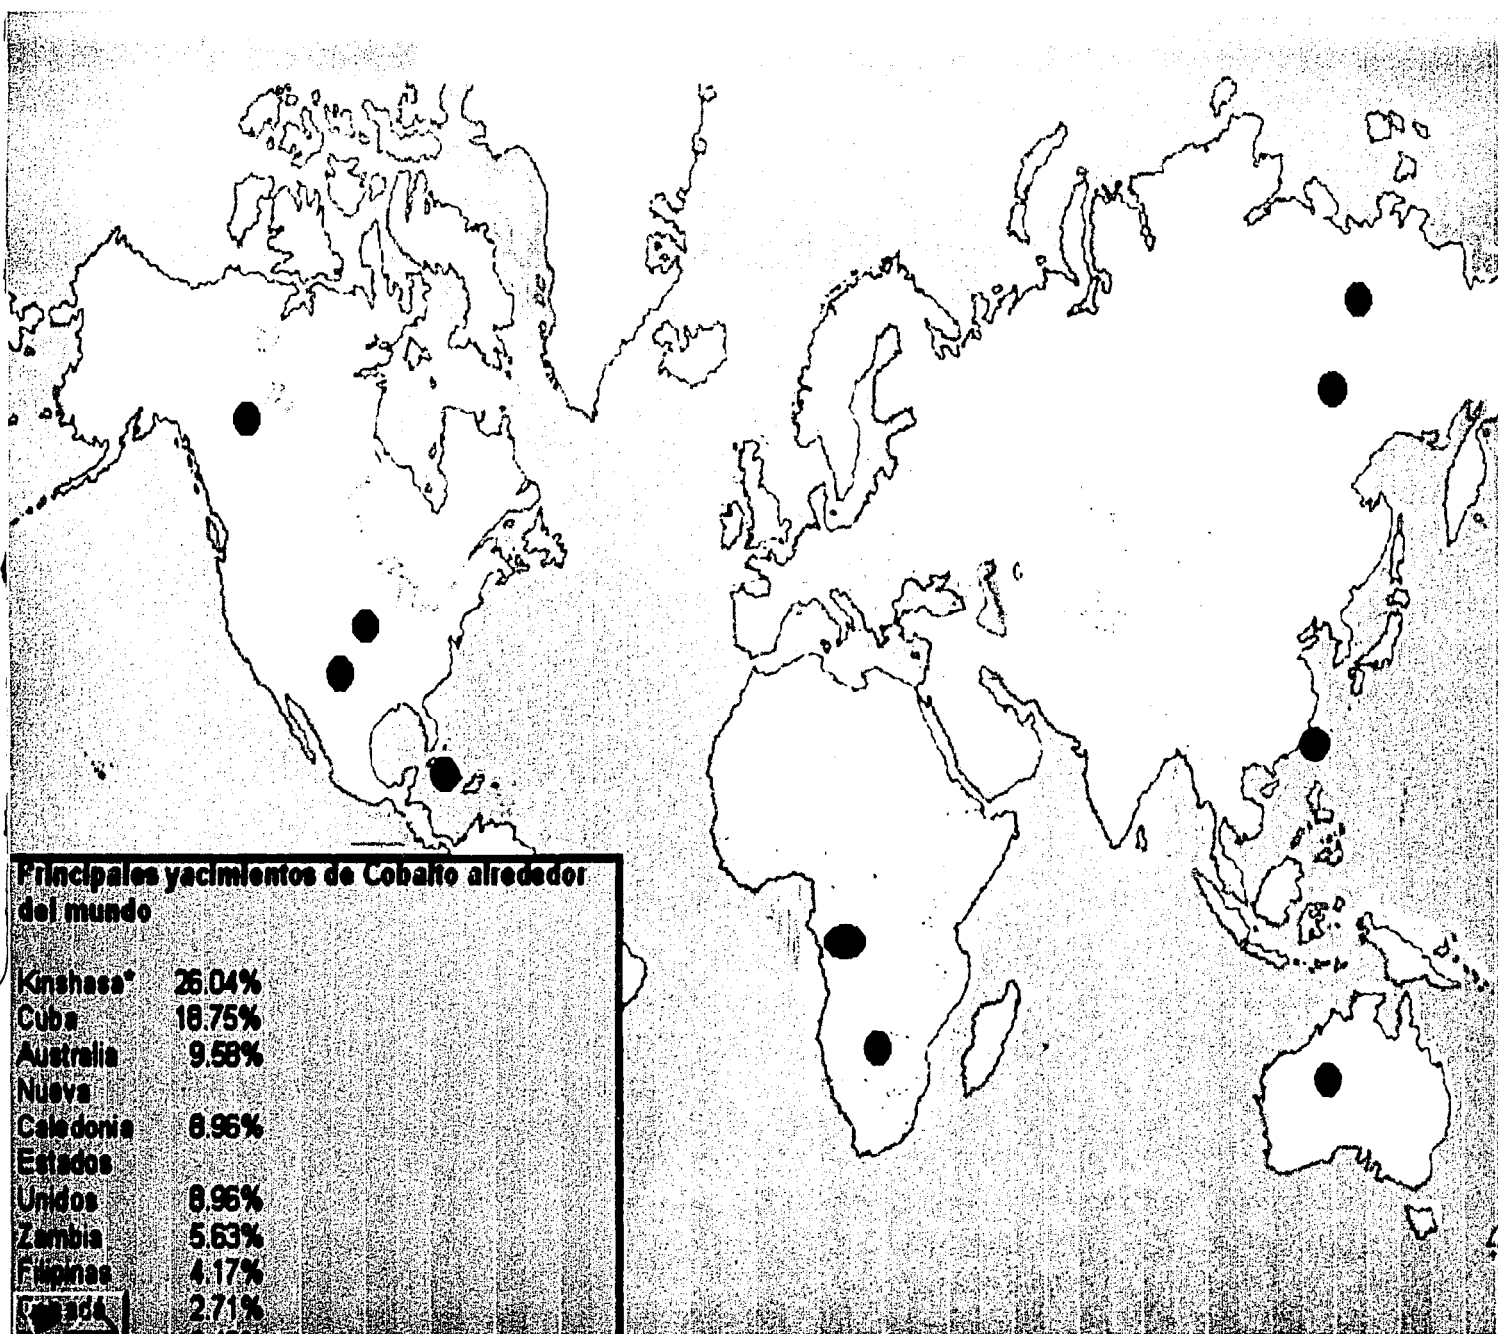 Principales yacimientos de Cobalto alrededor
del mundo
Kinshasa* 26.04%
Cuba 18.75%
Australia 9.58%
Nueva
Caledonia 8.96%
Estados
Unidos 8.96%
Zambia 5.63%
Filipinas 4.17%
Canadá 2.71%